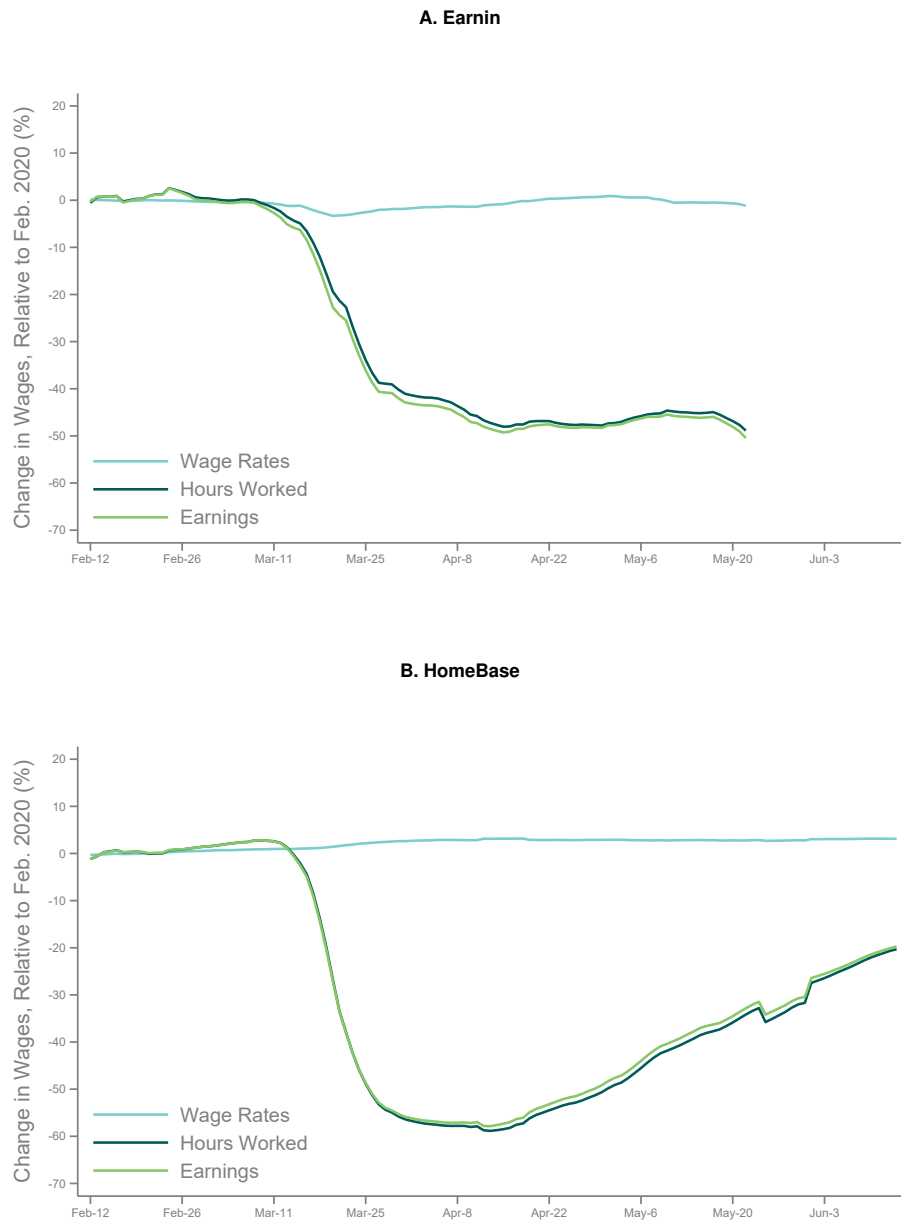 A. Earnin
Change in Wages, Relative to Feb. 2020 (%)
20
10
0
-10
-20
-30
-40
-50
-60
-70
Wage Rates
Hours Worked
Earnings
Feb-12 Feb-26 Mar-11 Mar-25 Apr-8 Apr-22 May-6 May-20 Jun-3
B. HomeBase
Change in Wages, Relative to Feb. 2020 (%)
20
10
0
-10
-20
-30
-40
-50
-60
-70
Wage Rates
Hours Worked
Earnings
Feb-12 Feb-26 Mar-11 Mar-25 Apr-8 Apr-22 May-6 May-20 Jun-3